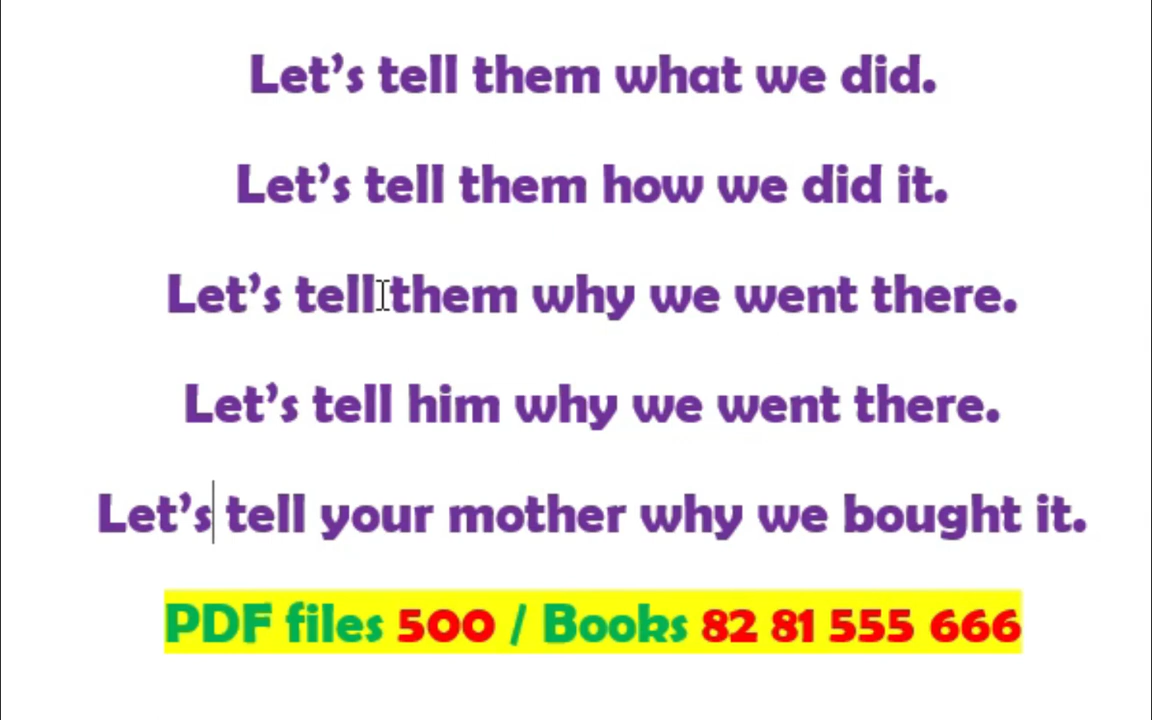 Let’s tell them what we did.
Let’s tell them how we did it.
Let’s tell them why we went there.
Let’s tell him why we went there.
Let’s tell your mother why we bought it.
PDF files 500 / Books 82 81 555 666